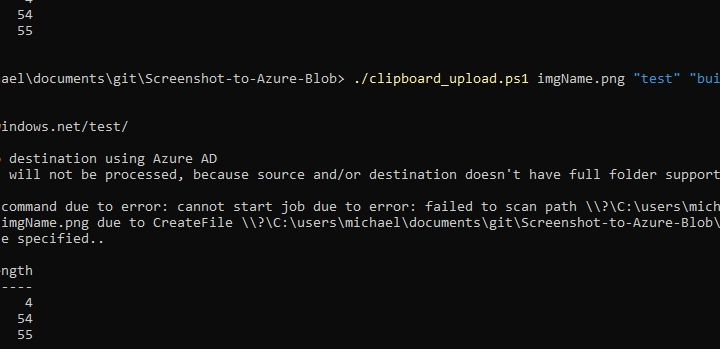 54
55
ael\documents\git\Screenshot-to-Azure-Blob> ./clipboard_upload.ps1 imgName.png "test" "bui
indows.net/test/
destination using Azure AD
will not be processed, because source and/or destination doesn't have full folder support
command due to error: cannot start job due to error: failed to scan path \\?\C:\users\mich
imgName.png due to CreateFile \\?\C:\users\michael\documents\git\Screenshot-to-Azure-Blob\
e specified..
ngth
----
4
54
55